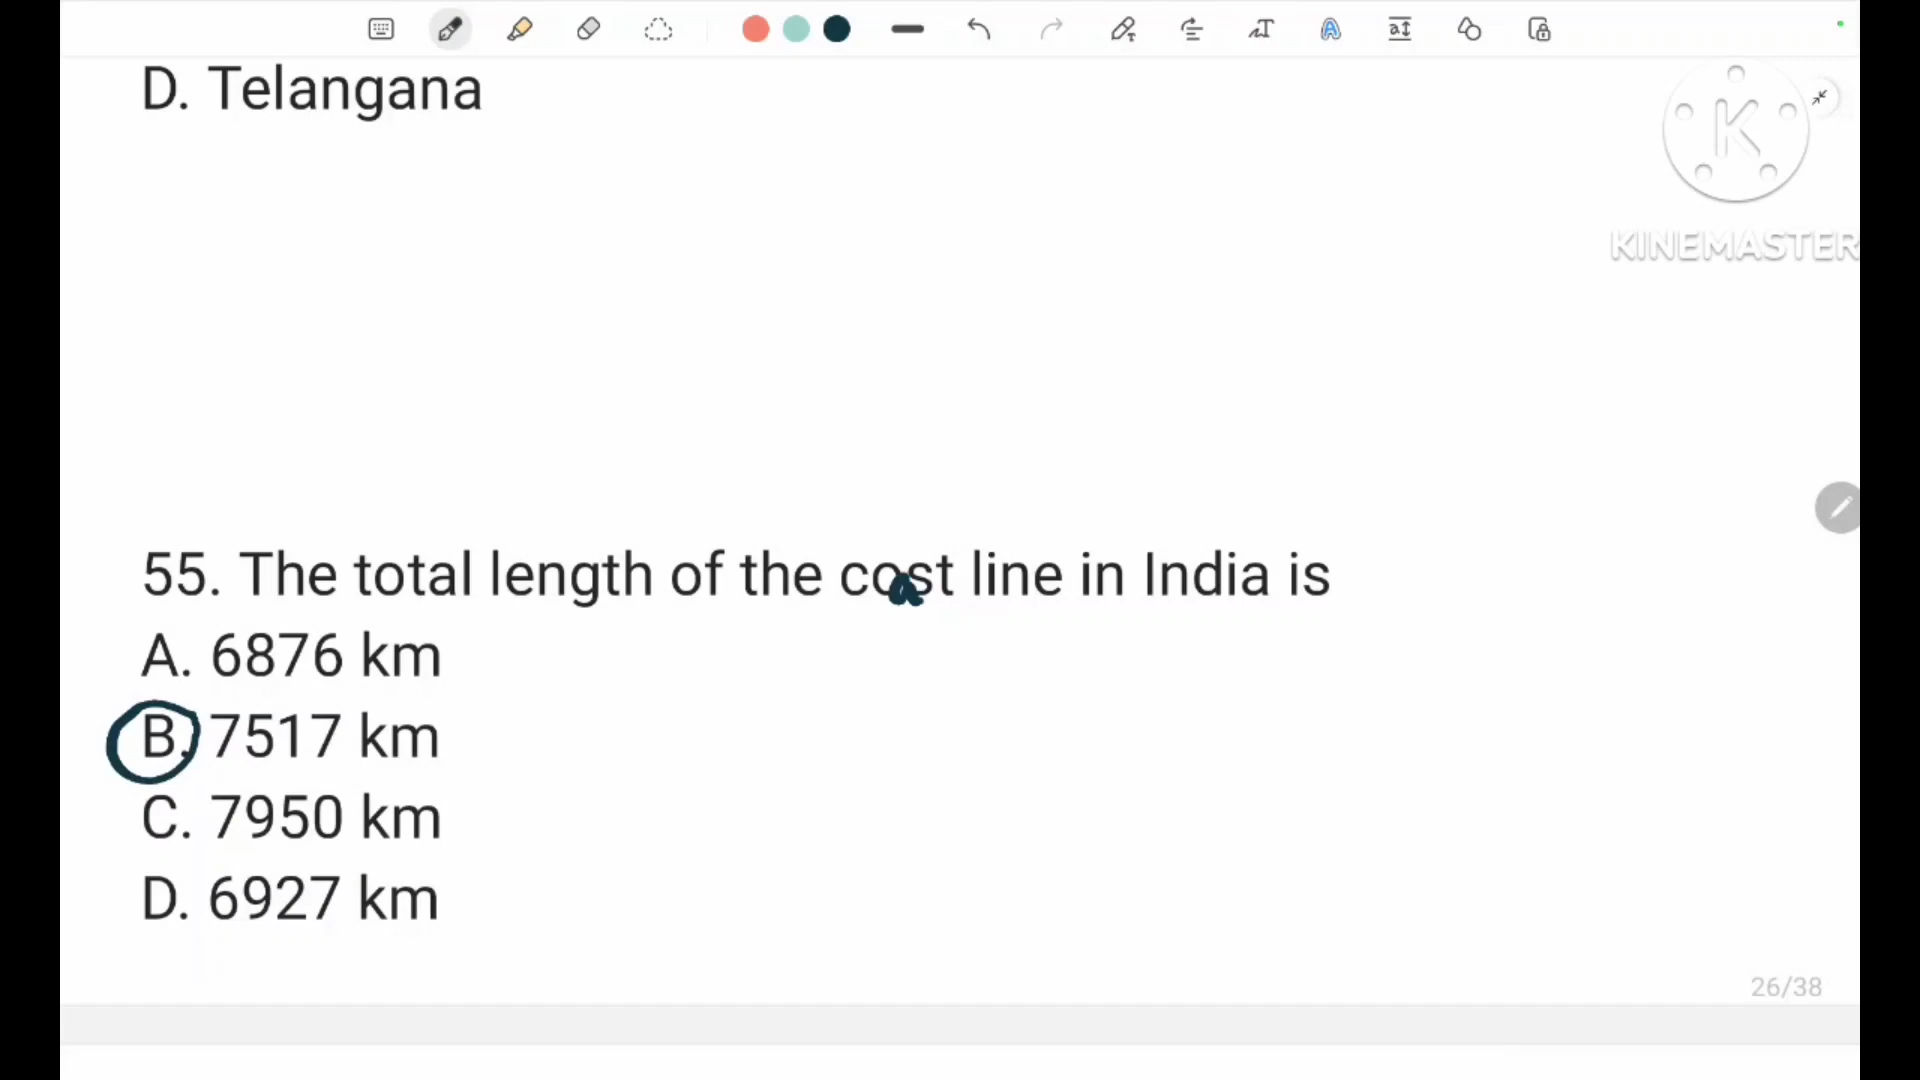 D. Telangana
K
KINEMASTER
55. The total length of the coast line in India is
A. 6876 km
B. 7517 km
C. 7950 km
D. 6927 km
26/38